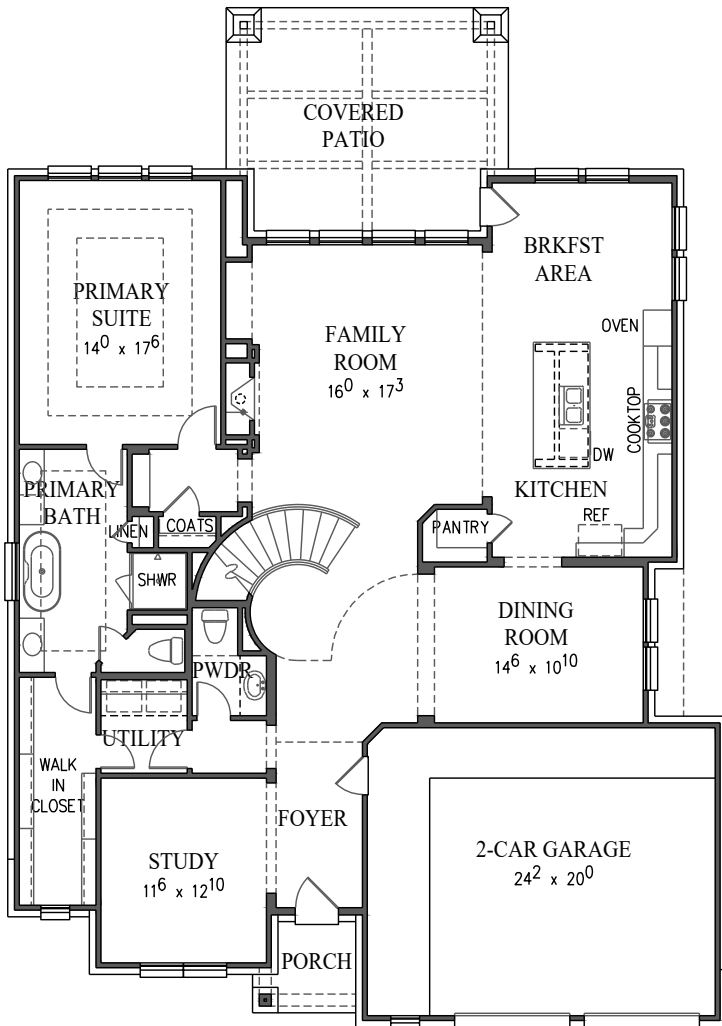 COVERED
PATIO
PRIMARY
SUITE
14⁰ x 17⁶
BRKFST
AREA
FAMILY
ROOM
16⁰ x 17³
OVEN
COOKTOP
DW
KITCHEN
REF
PANTRY
PRIMARY
BATH
LINEN
COATS
SHWR
DINING
ROOM
14⁶ x 10¹⁰
PWDR
UTILITY
WALK
IN
CLOSET
FOYER
STUDY
11⁶ x 12¹⁰
2-CAR GARAGE
24² x 20⁰
PORCH